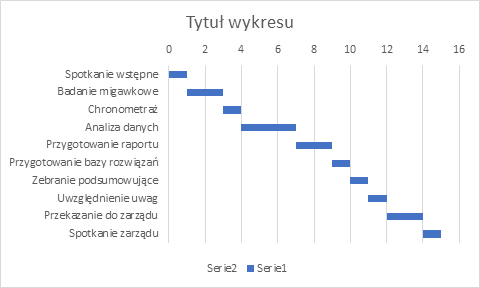 Tytuł wykresu
0 2 4 6 8 10 12 14 16
Spotkanie wstępne
Badanie migawkowe
Chronometraż
Analiza danych
Przygotowanie raportu
Przygotowanie bazy rozwiązań
Zebranie podsumowujące
Uwzględnienie uwag
Przekazanie do zarządu
Spotkanie zarządu
Serie2 Serie1